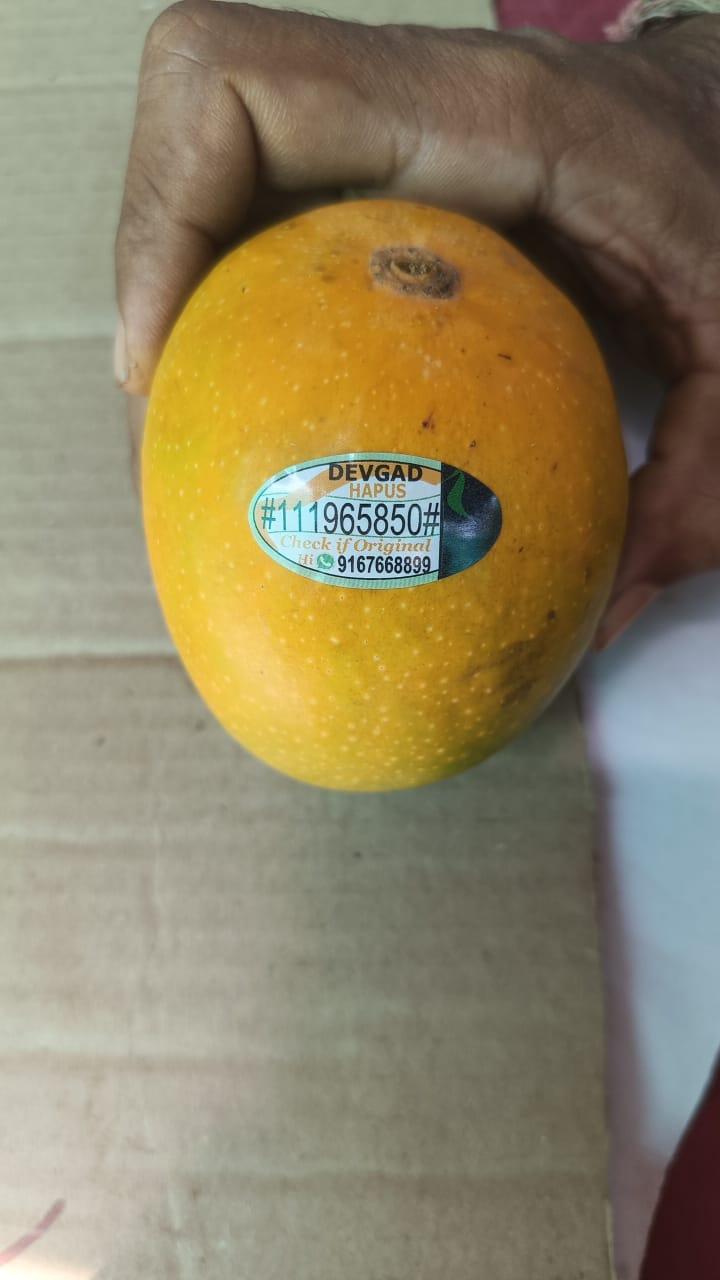 DEVGAD
HAPUS
#111965850#
Check if Original
Hi 9167668899